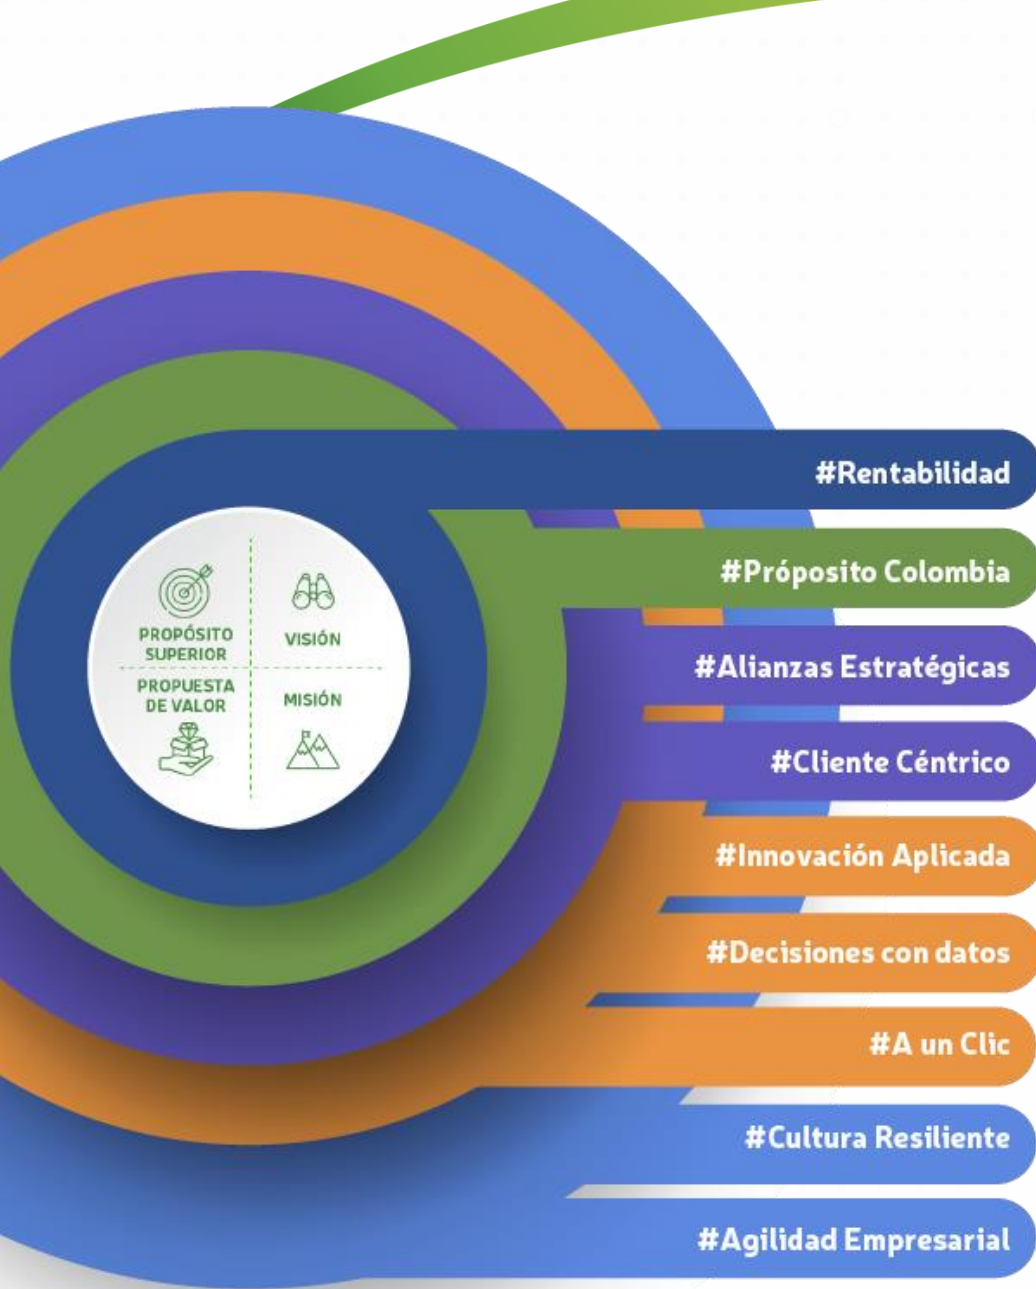 #Rentabilidad
#Próposito Colombia
#Alianzas Estratégicas
#Cliente Céntrico
#Innovación Aplicada
#Decisiones con datos
#A un Clic
#Cultura Resiliente
#Agilidad Empresarial
PROPÓSITO
SUPERIOR
VISIÓN
PROPUESTA
DE VALOR
MISIÓN